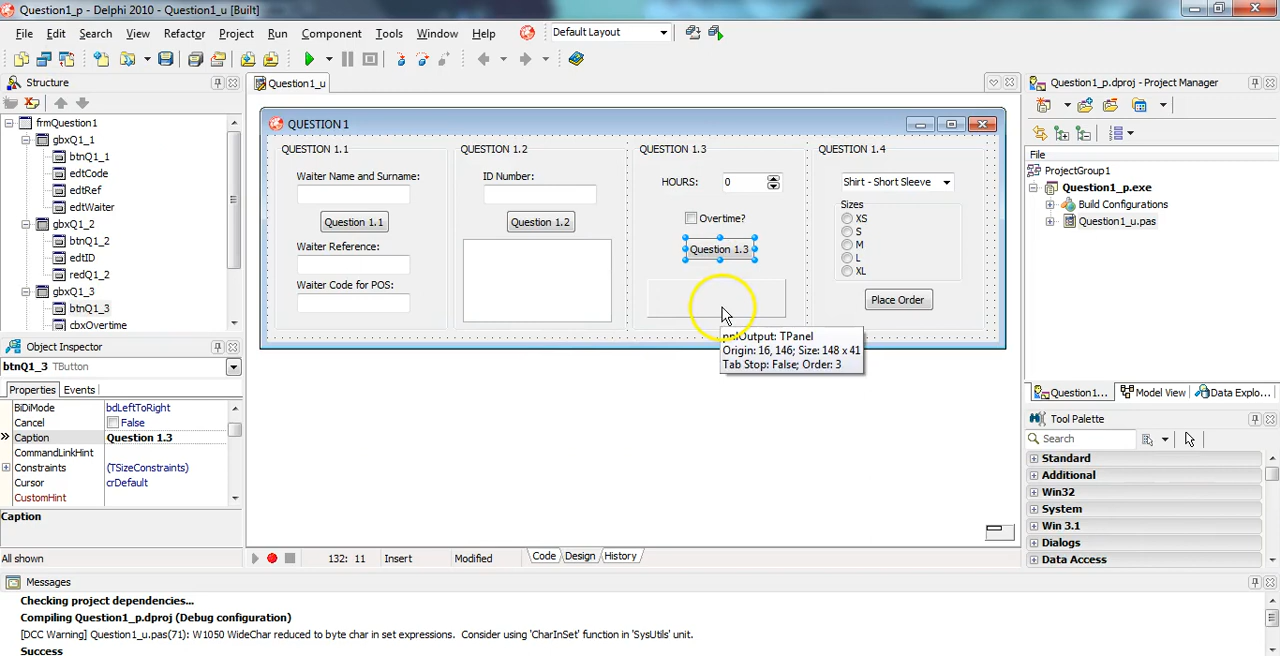 Question1_p - Delphi 2010 - Question1_u [Built]
File Edit Search View Refactor Project Run Component Tools Window Help Default Layout
Structure
frmQuestion1
gbxQ1_1
btnQ1_1
edtCode
edtRef
edtWaiter
gbxQ1_2
btnQ1_2
edtID
redQ1_2
gbxQ1_3
btnQ1_3
cbxOvertime
Object Inspector
btnQ1_3 TButton
Properties Events
BiDiMode bdLeftToRight
Cancel False
Caption Question 1.3
CommandLinkHint
Constraints (TSizeConstraints)
Cursor crDefault
CustomHint
Caption
All shown
Question1_u
QUESTION 1
QUESTION 1.1
Waiter Name and Surname:
Question 1.1
Waiter Reference:
Waiter Code for POS:
QUESTION 1.2
ID Number:
Question 1.2
QUESTION 1.3
HOURS: 0
Overtime?
Question 1.3
pnlOutput: TPanel
Origin: 16, 146; Size: 148 x 41
Tab Stop: False; Order: 3
QUESTION 1.4
Shirt - Short Sleeve
Sizes
XS
S
M
L
XL
Place Order
132: 11 Insert Modified Code Design History
Question1_p.dproj - Project Manager
File
ProjectGroup1
Question1_p.exe
Build Configurations
Question1_u.pas
Question1... Model View Data Explo...
Tool Palette
Search
Standard
Additional
Win32
System
Win 3.1
Dialogs
Data Access
Messages
Checking project dependencies...
Compiling Question1_p.dproj (Debug configuration)
[DCC Warning] Question1_u.pas(71): W1050 WideChar reduced to byte char in set expressions. Consider using 'CharInSet' function in 'SysUtils' unit.
Success